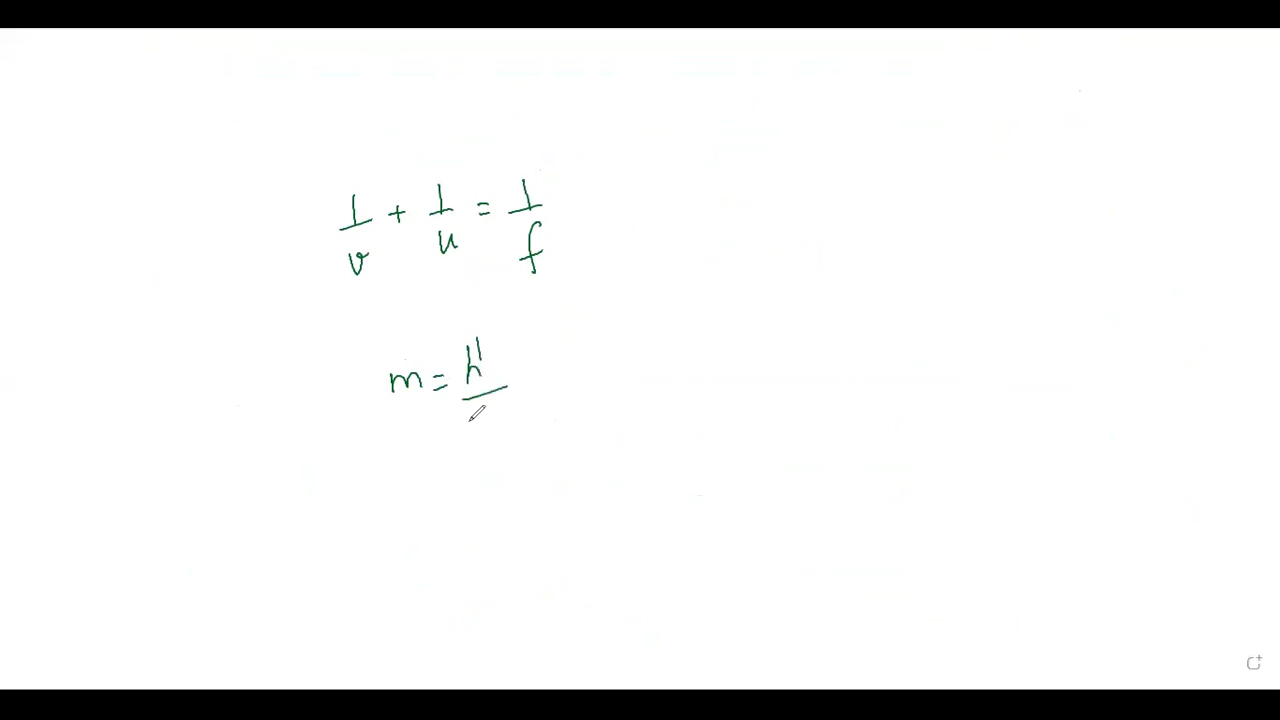 1/v + 1/u = 1/f
m = h'/